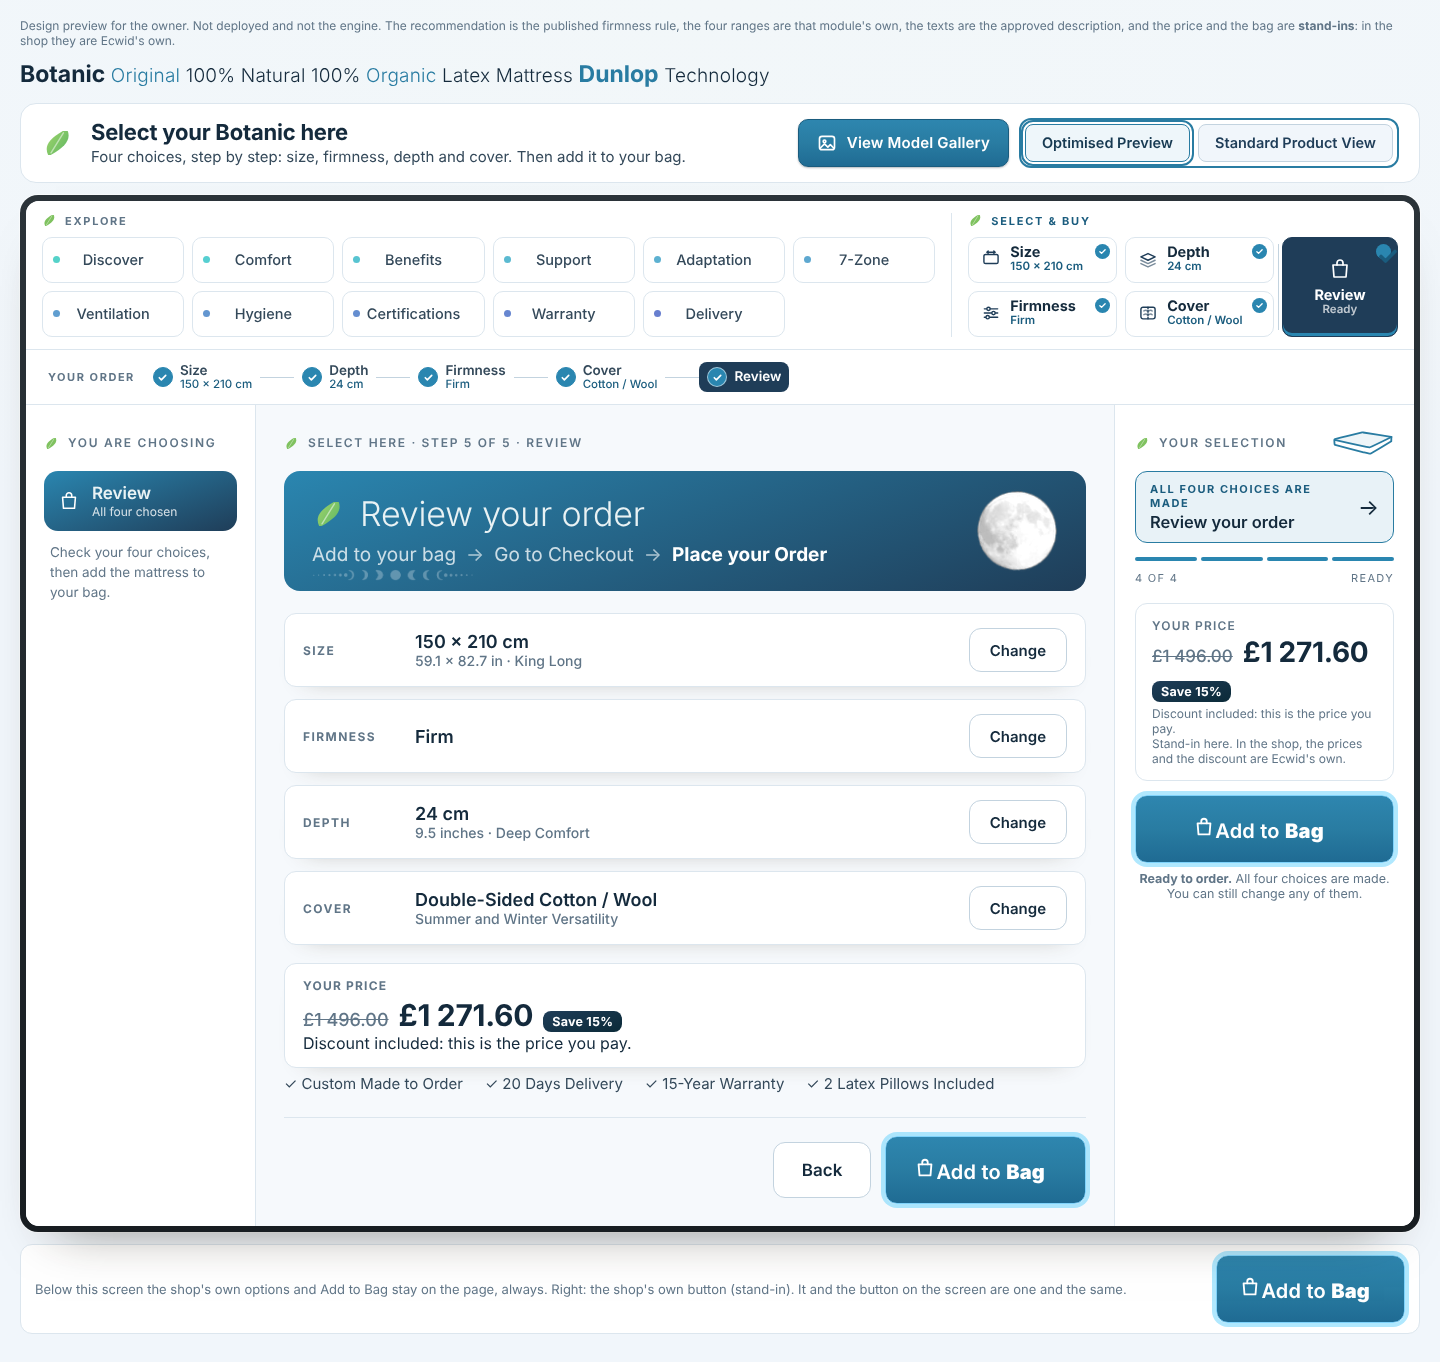 Design preview for the owner. Not deployed and not the engine. The recommendation is the published firmness rule, the four ranges are that module's own, the texts are the approved description, and the price and the bag are stand-ins: in the
shop they are Ecwid's own.
Botanic Original 100% Natural 100% Organic Latex Mattress Dunlop Technology
Select your Botanic here
Four choices, step by step: size, firmness, depth and cover. Then add it to your bag.
View Model Gallery
Optimised Preview
Standard Product View
EXPLORE
Discover
Comfort
Benefits
Support
Adaptation
7-Zone
Ventilation
Hygiene
Certifications
Warranty
Delivery
SELECT & BUY
Size
150 × 210 cm
Depth
24 cm
Firmness
Firm
Cover
Cotton / Wool
Review
Ready
YOUR ORDER
Size
150 × 210 cm
Depth
24 cm
Firmness
Firm
Cover
Cotton / Wool
Review
YOU ARE CHOOSING
Review
All four chosen
Check your four choices,
then add the mattress to
your bag.
SELECT HERE · STEP 5 OF 5 · REVIEW
Review your order
Add to your bag → Go to Checkout → Place your Order
SIZE
150 × 210 cm
59.1 × 82.7 in · King Long
Change
FIRMNESS
Firm
Change
DEPTH
24 cm
9.5 inches · Deep Comfort
Change
COVER
Double-Sided Cotton / Wool
Summer and Winter Versatility
Change
YOUR PRICE
£1 496.00 £1 271.60 Save 15%
Discount included: this is the price you pay.
✓ Custom Made to Order ✓ 20 Days Delivery ✓ 15-Year Warranty ✓ 2 Latex Pillows Included
Back
Add to Bag
YOUR SELECTION
ALL FOUR CHOICES ARE
MADE
Review your order →
4 OF 4
READY
YOUR PRICE
£1 496.00 £1 271.60
Save 15%
Discount included: this is the price you
pay.
Stand-in here. In the shop, the prices
and the discount are Ecwid's own.
Add to Bag
Ready to order. All four choices are made.
You can still change any of them.
Below this screen the shop's own options and Add to Bag stay on the page, always. Right: the shop's own button (stand-in). It and the button on the screen are one and the same.
Add to Bag